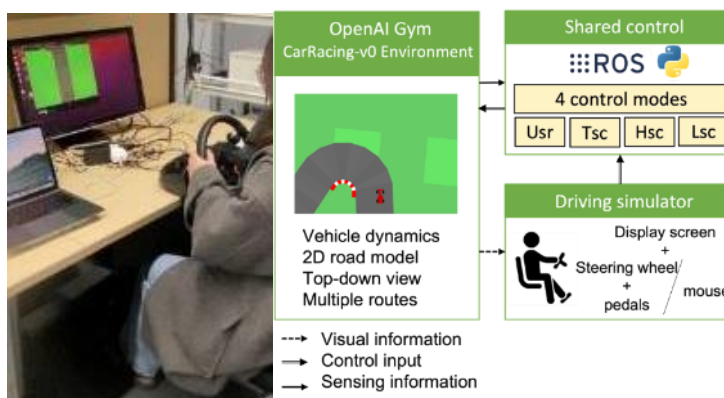 OpenAI Gym
CarRacing-v0 Environment
Vehicle dynamics
2D road model
Top-down view
Multiple routes
Shared control
ROS
4 control modes
Usr Tsc Hsc Lsc
Driving simulator
Display screen
+
Steering wheel
+
pedals
/
mouse
Visual information
Control input
Sensing information